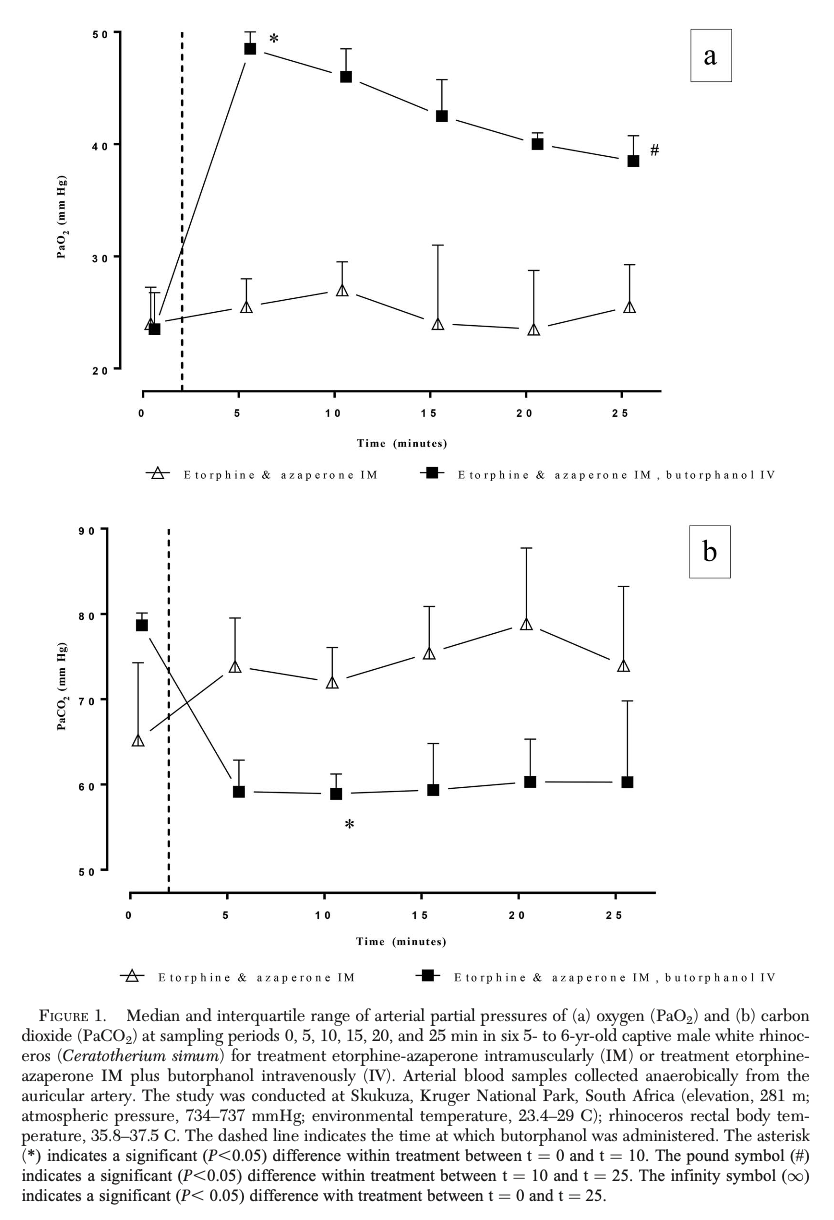 50
*
a
40
#
PaO2 (mm Hg)
30
20
0 5 10 15 20 25
Time (minutes)
Etorphine & azaperone IM Etorphine & azaperone IM , butorphanol IV
90
b
80
PaCO2 (mm Hg)
70
60
*
50
0 5 10 15 20 25
Time (minutes)
Etorphine & azaperone IM Etorphine & azaperone IM , butorphanol IV
FIGURE 1. Median and interquartile range of arterial partial pressures of (a) oxygen (PaO2) and (b) carbon
dioxide (PaCO2) at sampling periods 0, 5, 10, 15, 20, and 25 min in six 5- to 6-yr-old captive male white rhinoc-
eros (Ceratotherium simum) for treatment etorphine-azaperone intramuscularly (IM) or treatment etorphine-
azaperone IM plus butorphanol intravenously (IV). Arterial blood samples collected anaerobically from the
auricular artery. The study was conducted at Skukuza, Kruger National Park, South Africa (elevation, 281 m;
atmospheric pressure, 734–737 mmHg; environmental temperature, 23.4–29 C); rhinoceros rectal body tem-
perature, 35.8–37.5 C. The dashed line indicates the time at which butorphanol was administered. The asterisk
(*) indicates a significant (P<0.05) difference within treatment between t = 0 and t = 10. The pound symbol (#)
indicates a significant (P<0.05) difference within treatment between t = 10 and t = 25. The infinity symbol (∞)
indicates a significant (P< 0.05) difference with treatment between t = 0 and t = 25.